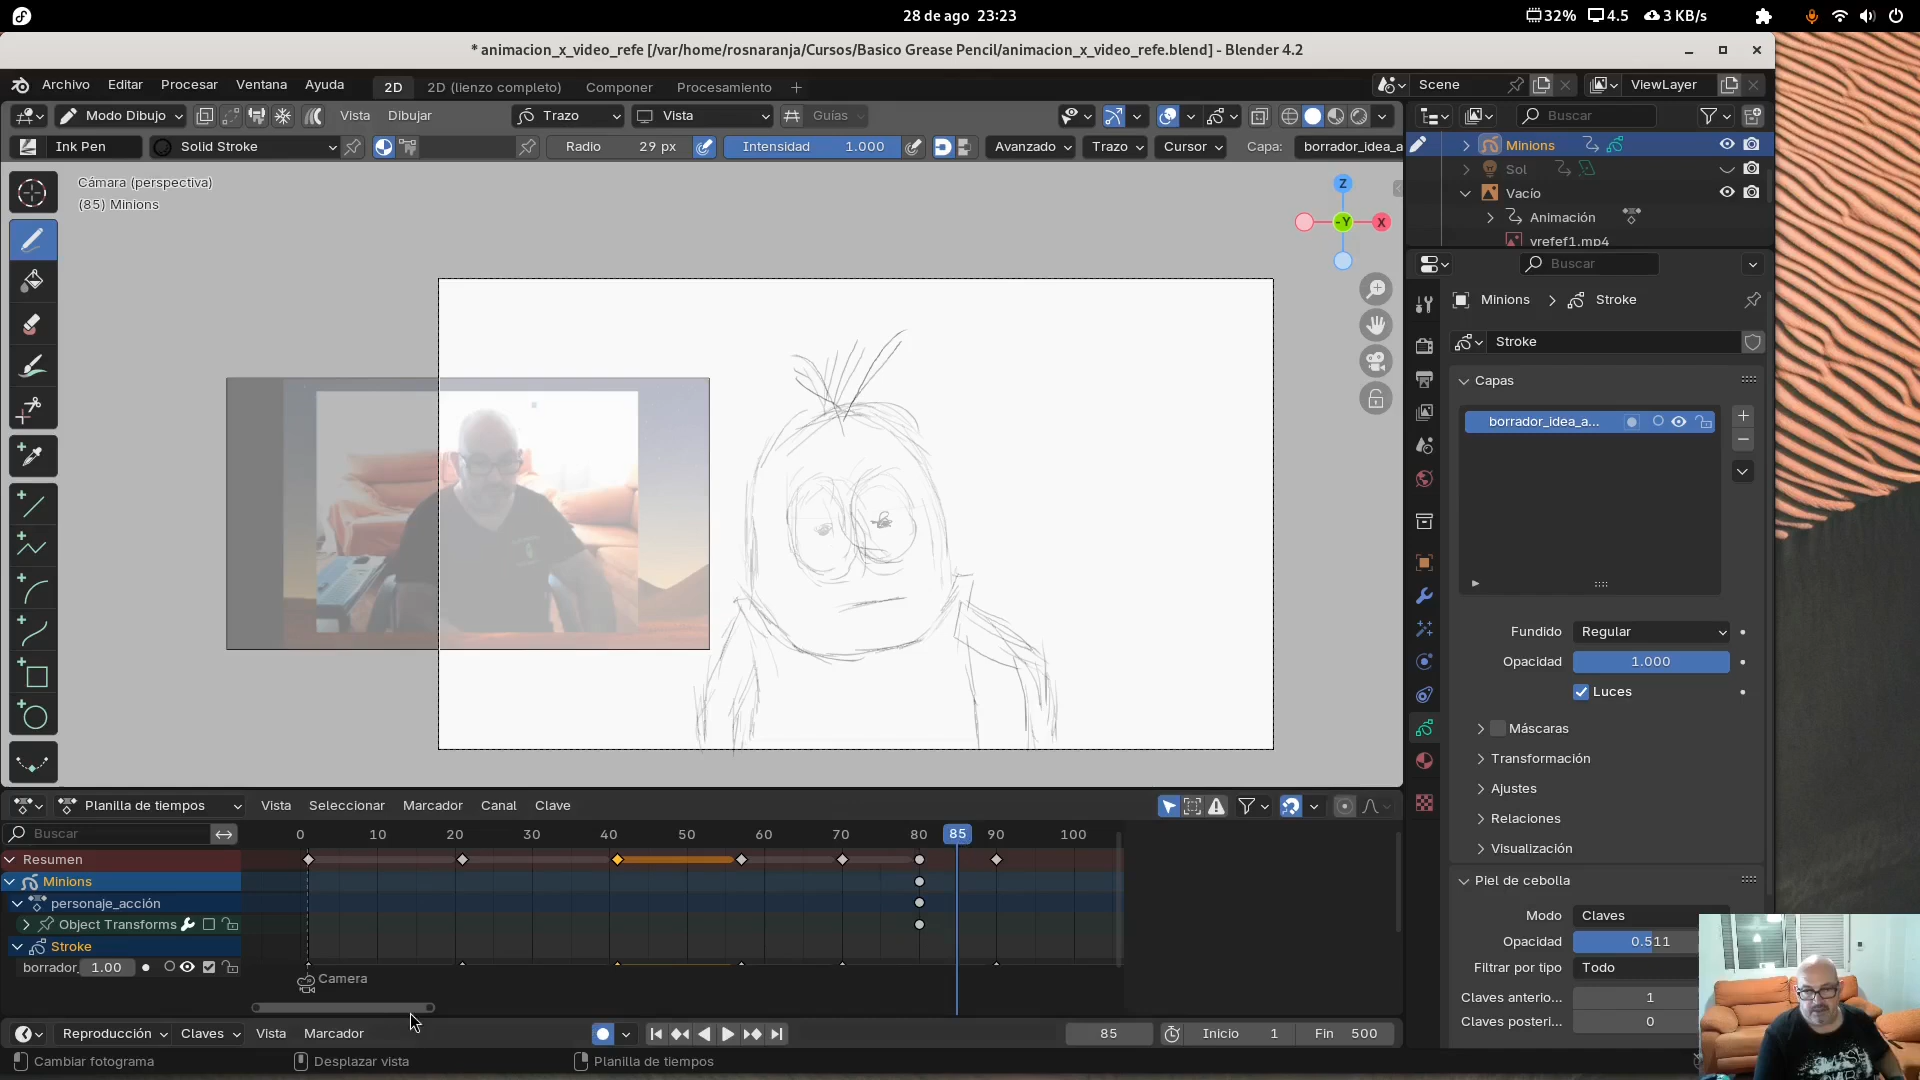 28 de ago 23:23
32% 4.5 3 KB/s
* animacion_x_video_refe [/var/home/rosnaranja/Cursos/Basico Grease Pencil/animacion_x_video_refe.blend] - Blender 4.2
Archivo Editar Procesar Ventana Ayuda 2D 2D (lienzo completo) Componer Procesamiento + Scene ViewLayer
Modo Dibujo Vista Dibujar Trazo Vista Guías Buscar
Ink Pen Solid Stroke Radio 29 px Intensidad 1.000 Avanzado Trazo Cursor Capa: borrador_idea_a
Minions
Sol
Vacío
Animación
vrefef1.mp4
Cámara (perspectiva)
(85) Minions
Z
-Y X
Buscar
Minions > Stroke
Stroke
Capas
borrador_idea_a...
Fundido Regular
Opacidad 1.000
Luces
Máscaras
Transformación
Ajustes
Relaciones
Visualización
Piel de cebolla
Modo Claves
Opacidad 0.511
Filtrar por tipo Todo
Claves anterio... 1
Claves posteri... 0
Planilla de tiempos Vista Seleccionar Marcador Canal Clave
Buscar 0 10 20 30 40 50 60 70 80 85 90 100
Resumen
Minions
personaje_acción
Object Transforms
Stroke
borrador_ 1.00
Camera
Reproducción Claves Vista Marcador 85 Inicio 1 Fin 500
Cambiar fotograma Desplazar vista Planilla de tiempos